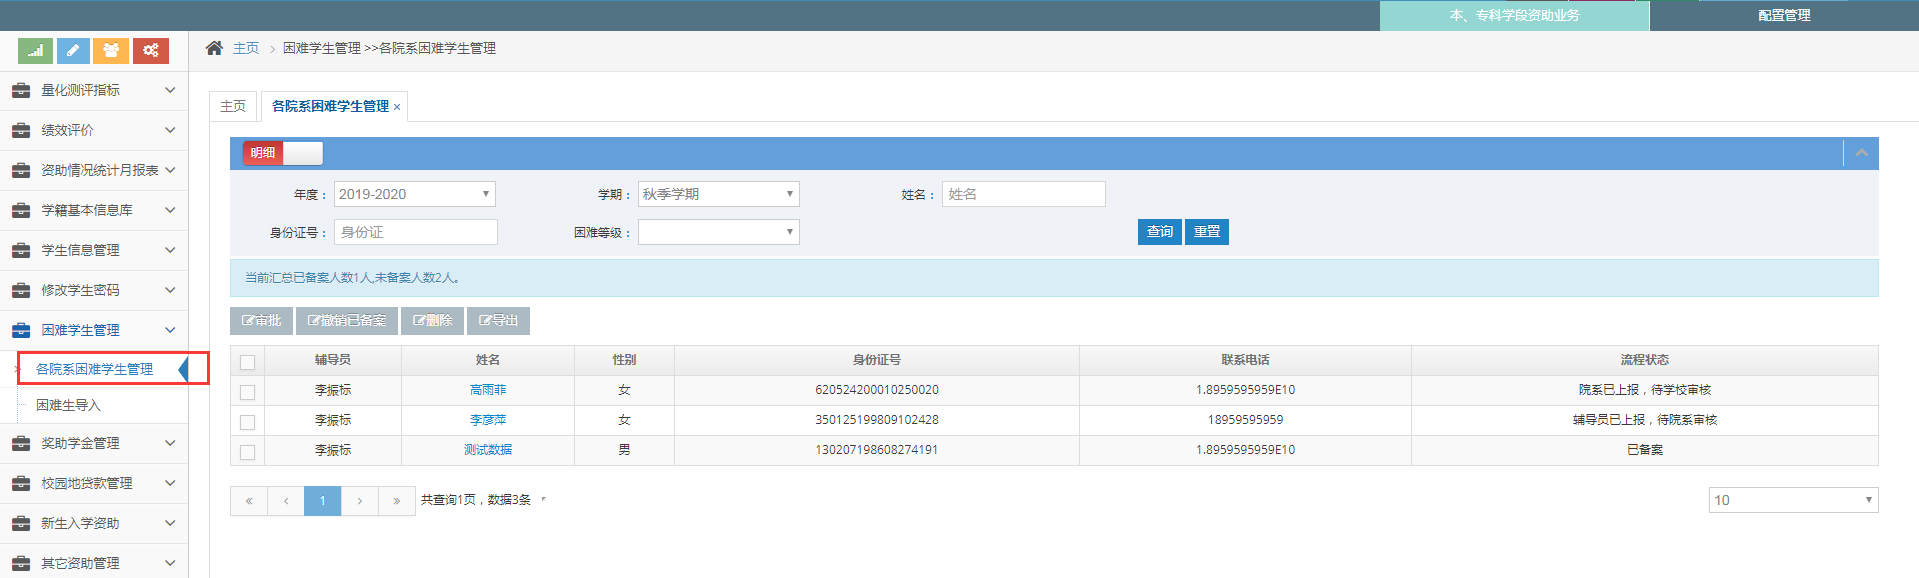 本、专科学段资助业务 配置管理
主页 困难学生管理 >>各院系困难学生管理
量化测评指标
绩效评价
资助情况统计月报表
学籍基本信息库
学生信息管理
修改学生密码
困难学生管理
各院系困难学生管理
困难生导入
奖助学金管理
校园地贷款管理
新生入学资助
其它资助管理
主页 各院系困难学生管理 ×
明细
年度： 2019-2020 学期： 秋季学期 姓名： 姓名
身份证号： 身份证 困难等级： 查询 重置
当前汇总已备案人数1人,未备案人数2人。
审批 撤销已备案 删除 导出
辅导员 姓名 性别 身份证号 联系电话 流程状态
李振标 高雨菲 女 620524200010250020 1.8959595959E10 院系已上报，待学校审核
李振标 李彦萍 女 350125199809102428 18959595959 辅导员已上报，待院系审核
李振标 测试数据 男 130207198608274191 1.8959595959E10 已备案
« ‹ 1 › » 共查询1页，数据3条 10